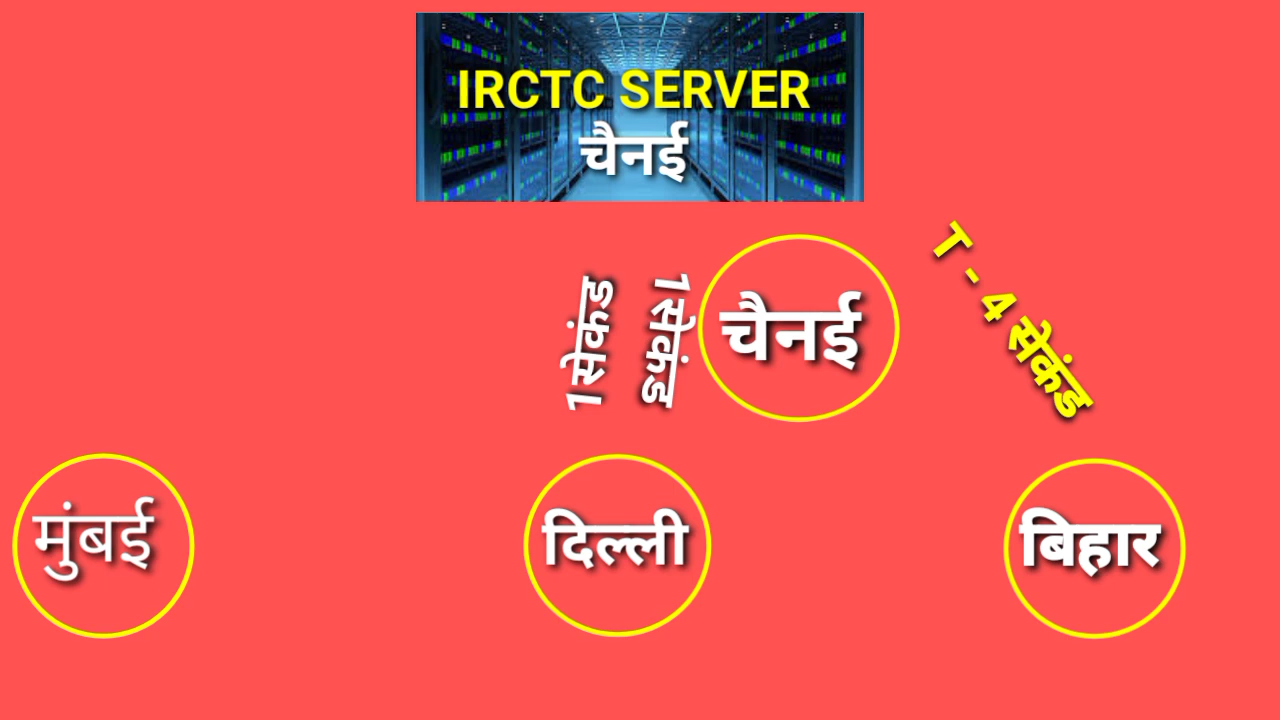 IRCTC SERVER
चैनई
1सेकंड
1सेकंड
चैनई
T - 4 सेकंड
मुंबई
दिल्ली
बिहार